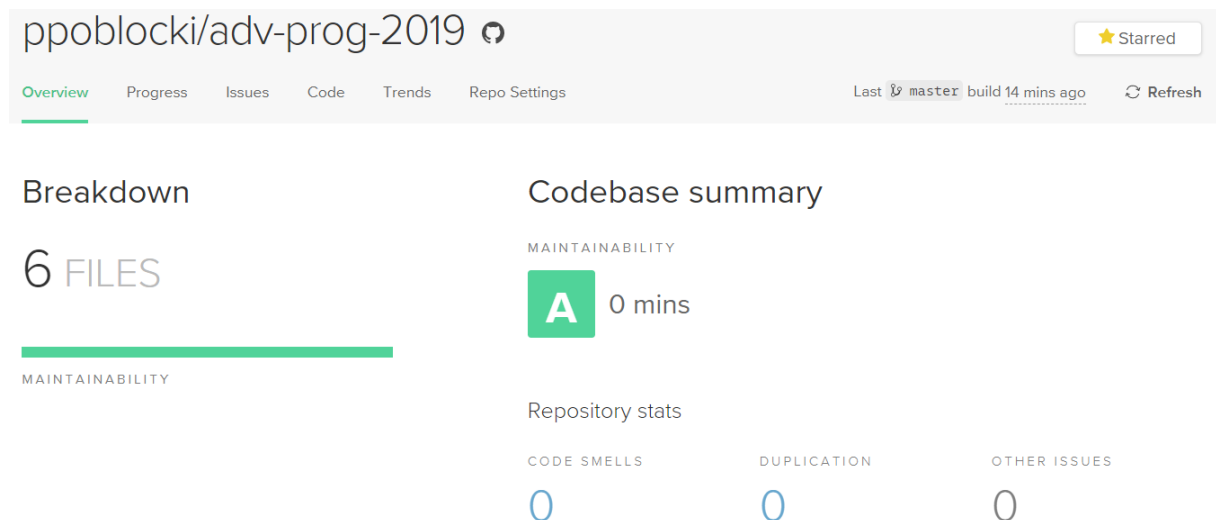 ppoblocki/adv-prog-2019
Starred
Overview Progress Issues Code Trends Repo Settings
Last master build 14 mins ago Refresh
Breakdown
6 FILES
MAINTAINABILITY
Codebase summary
MAINTAINABILITY
A 0 mins
Repository stats
CODE SMELLS DUPLICATION OTHER ISSUES
0 0 0